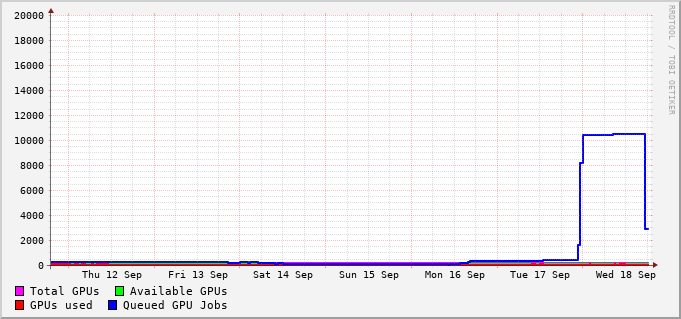 20000
18000
16000
14000
12000
10000
8000
6000
4000
2000
0
Thu 12 Sep Fri 13 Sep Sat 14 Sep Sun 15 Sep Mon 16 Sep Tue 17 Sep Wed 18 Sep
Total GPUs Available GPUs
GPUs used Queued GPU Jobs
RRDTOOL / TOBI OETIKER